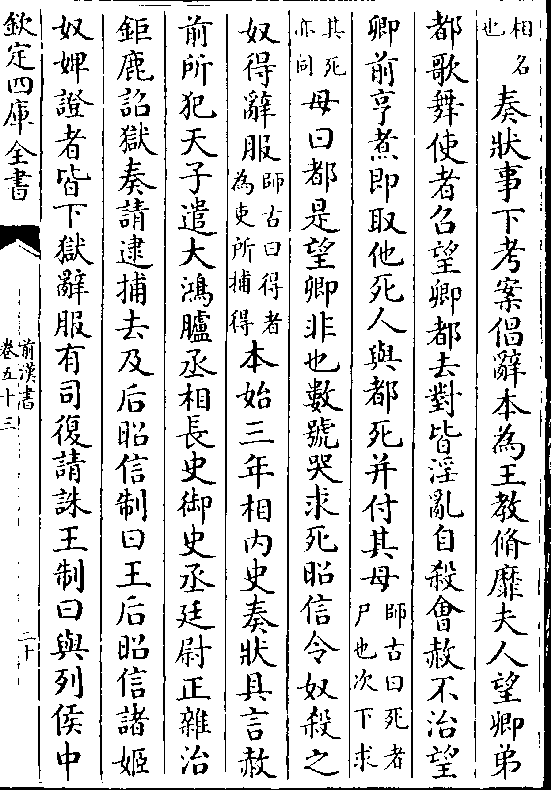 相名
也
奏狀事下考案倡辭本為王教脩靡夫人望卿弟
都歌舞使者召望卿都去對皆淫亂自殺會赦不治望
卿前亨煮即取他死人與都死并付其母
師古曰死者
尸也次下求
其死
亦同
母曰都是望卿非也數號哭求死昭信令奴殺之
奴得辭服
師古曰得者
為吏所捕得
本始三年相内史奏狀具言赦
前所犯天子遣大鴻臚丞相長史御史丞廷尉正雜治
鉅鹿詔獄奏請逮捕去及后昭信制曰王后昭信諸姬
奴婢證者皆下獄辭服有司復請誅王制曰與列侯中
欽定四庫全書
前漢書
卷五十三
二十